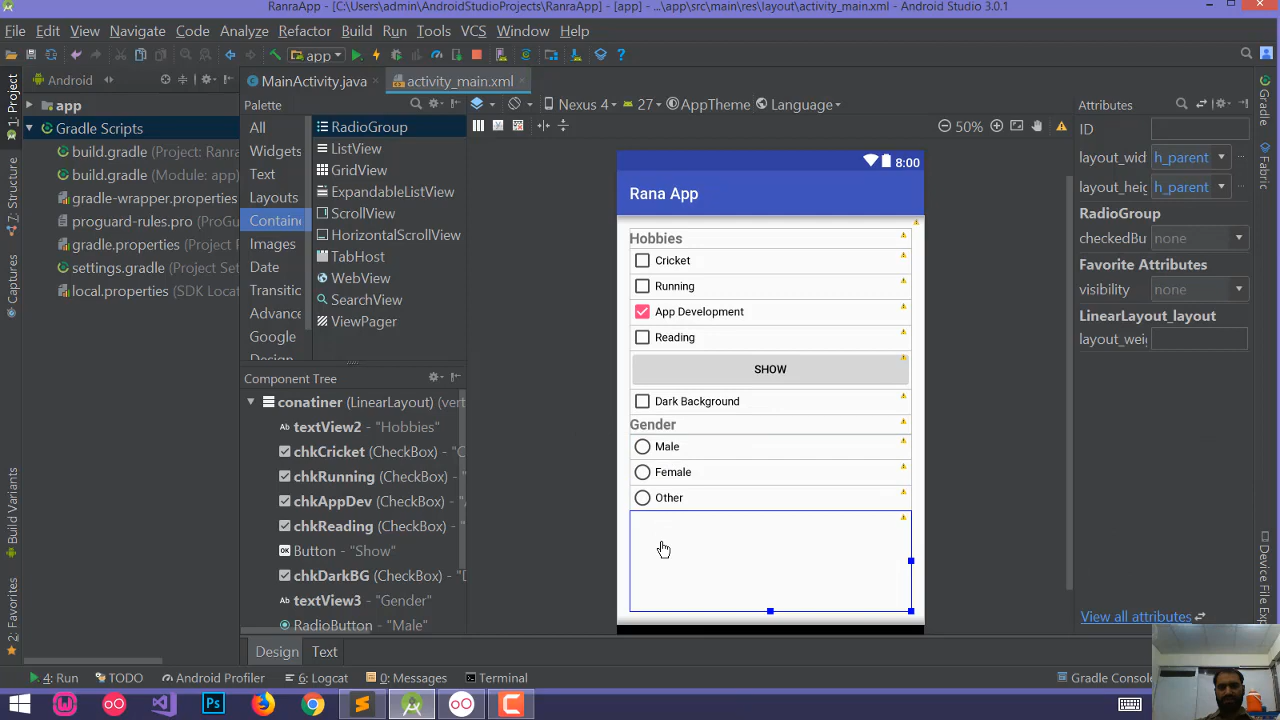 RanraApp - [C:\Users\admin\AndroidStudioProjects\RanraApp] - [app] - ...\app\src\main\res\layout\activity_main.xml - Android Studio 3.0.1
File Edit View Navigate Code Analyze Refactor Build Run Tools VCS Window Help
app
Android MainActivity.java activity_main.xml
Palette Nexus 4 27 AppTheme Language Attributes
50%
1: Project
Z: Structure
Captures
Build Variants
2: Favorites
app
Gradle Scripts
build.gradle (Project: Ranra
build.gradle (Module: app)
gradle-wrapper.properties
proguard-rules.pro (ProGu
gradle.properties (Project
settings.gradle (Project Set
local.properties (SDK Locat
All
Widgets
Text
Layouts
Containe
Images
Date
Transitic
Advance
Google
Design
RadioGroup
ListView
GridView
ExpandableListView
ScrollView
HorizontalScrollView
TabHost
WebView
SearchView
ViewPager
Component Tree
conatiner (LinearLayout) (vert
Ab textView2 - "Hobbies"
chkCricket (CheckBox) - "C
chkRunning (CheckBox) -
chkAppDev (CheckBox) -
chkReading (CheckBox) -
OK Button - "Show"
chkDarkBG (CheckBox) - "D
Ab textView3 - "Gender"
RadioButton - "Male"
8:00
Rana App
Hobbies
Cricket
Running
App Development
Reading
SHOW
Dark Background
Gender
Male
Female
Other
ID
layout_wid h_parent ...
layout_heig h_parent ...
RadioGroup
checkedBu none
Favorite Attributes
visibility none
LinearLayout_layout
layout_weig
View all attributes
Gradle
Fabric
Device File Exp
Design Text
4: Run TODO Android Profiler 6: Logcat 0: Messages Terminal Gradle Conso
Ps